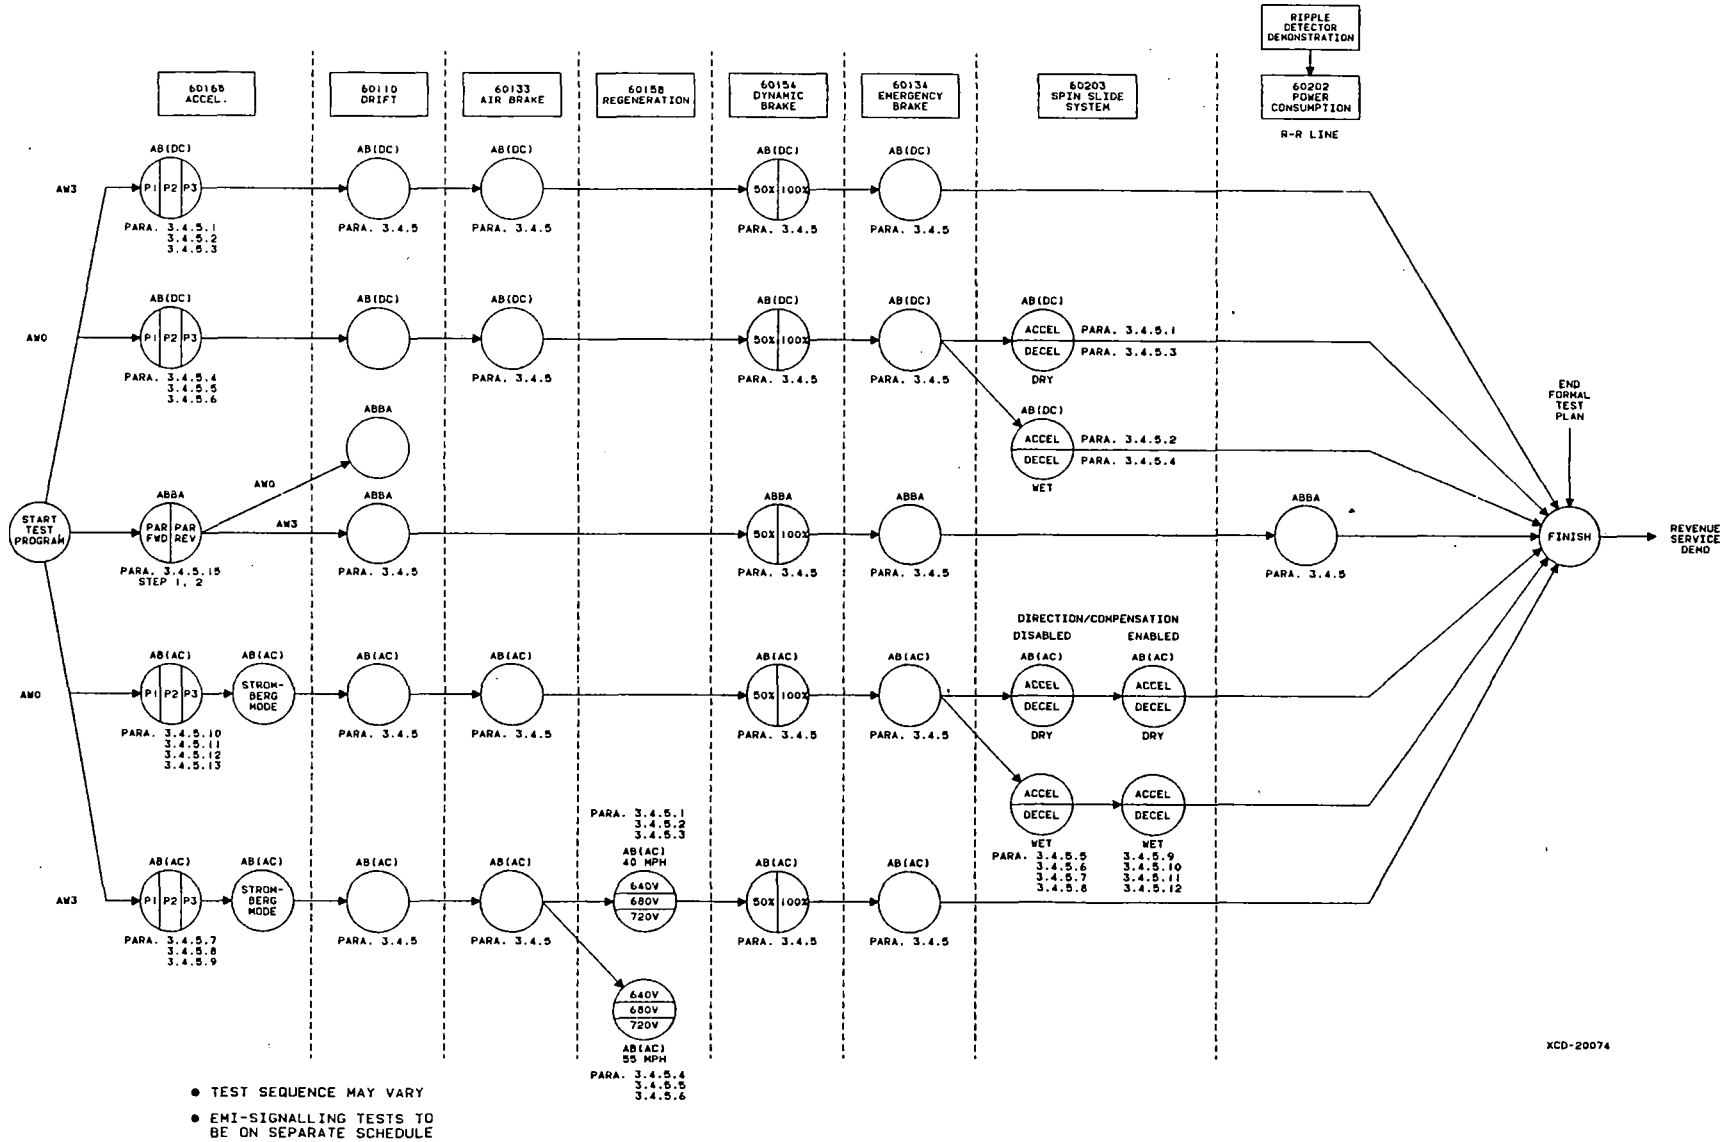 RIPPLE
DETECTOR
DEMONSTRATION
60165
ACCEL.
60110
DRIFT
60133
AIR BRAKE
60158
REGENERATION
60154
DYNAMIC
BRAKE
60134
EMERGENCY
BRAKE
60203
SPIN SLIDE
SYSTEM
60202
POWER
CONSUMPTION
R-R LINE
AW3
AB(DC)
P1 P2 P3
PARA. 3.4.5.1
3.4.5.2
3.4.5.3
AB(DC)
PARA. 3.4.5
AB(DC)
PARA. 3.4.5
AB(DC)
50% 100%
PARA. 3.4.5
AB(DC)
PARA. 3.4.5
AW0
AB(DC)
P1 P2 P3
PARA. 3.4.5.4
3.4.5.5
3.4.5.6
AB(DC)
AB(DC)
PARA. 3.4.5
AB(DC)
50% 100%
PARA. 3.4.5
AB(DC)
PARA. 3.4.5
AB(DC)
ACCEL
DECEL
DRY
PARA. 3.4.5.1
PARA. 3.4.5.3
AB(DC)
ACCEL
DECEL
WET
PARA. 3.4.5.2
PARA. 3.4.5.4
END
FORMAL
TEST
PLAN
START
TEST
PROGRAM
ABBA
PAR FWD
PAR REV
PARA. 3.4.5.15
STEP 1, 2
AW0
ABBA
AW3
ABBA
PARA. 3.4.5
ABBA
50% 100%
PARA. 3.4.5
ABBA
PARA. 3.4.5
ABBA
PARA. 3.4.5
FINISH
REVENUE
SERVICE
DEMO
AW0
AB(AC)
P1 P2 P3
PARA. 3.4.5.10
3.4.5.11
3.4.5.12
3.4.5.13
AB(AC)
STROM-
BERG
MODE
AB(AC)
PARA. 3.4.5
AB(AC)
PARA. 3.4.5
AB(AC)
50% 100%
PARA. 3.4.5
AB(AC)
PARA. 3.4.5
DIRECTION/COMPENSATION
DISABLED
ENABLED
AB(AC)
ACCEL
DECEL
DRY
AB(AC)
ACCEL
DECEL
DRY
ACCEL
DECEL
WET
PARA. 3.4.5.5
3.4.5.6
3.4.5.7
3.4.5.8
ACCEL
DECEL
WET
3.4.5.9
3.4.5.10
3.4.5.11
3.4.5.12
AW3
AB(AC)
P1 P2 P3
PARA. 3.4.5.7
3.4.5.8
3.4.5.9
AB(AC)
STROM-
BERG
MODE
AB(AC)
PARA. 3.4.5
AB(AC)
PARA. 3.4.5
PARA. 3.4.5.1
3.4.5.2
3.4.5.3
AB(AC)
40 MPH
640V
680V
720V
AB(AC)
50% 100%
PARA. 3.4.5
AB(AC)
PARA. 3.4.5
640V
680V
720V
AB(AC)
55 MPH
PARA. 3.4.5.4
3.4.5.5
3.4.5.6
XCD-20074
● TEST SEQUENCE MAY VARY
● EMI-SIGNALLING TESTS TO
BE ON SEPARATE SCHEDULE